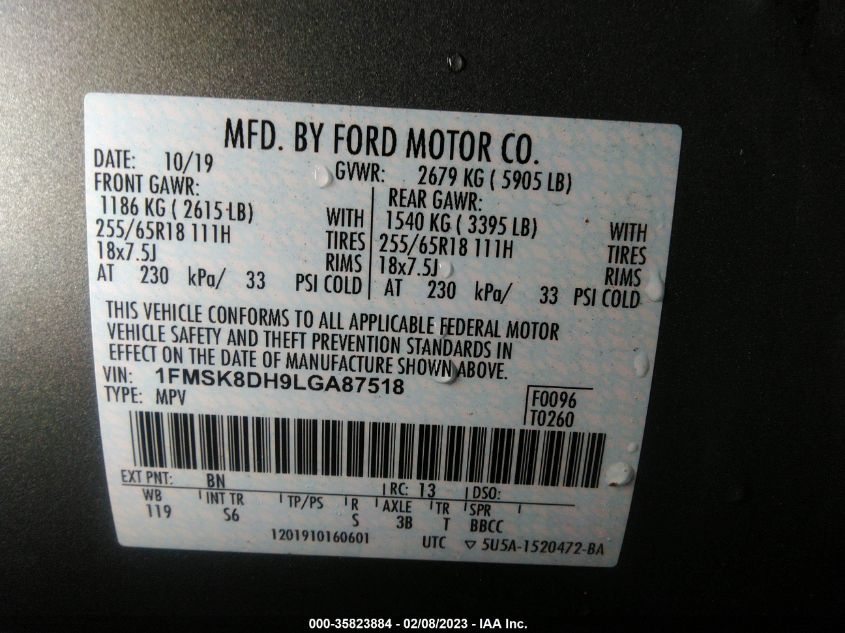 MFD. BY FORD MOTOR CO.
DATE: 10/19 GVWR: 2679 KG ( 5905 LB)
FRONT GAWR: REAR GAWR:
1186 KG ( 2615 LB) WITH 1540 KG ( 3395 LB) WITH
255/65R18 111H TIRES 255/65R18 111H TIRES
18x7.5J RIMS 18x7.5J RIMS
AT 230 kPa/ 33 PSI COLD AT 230 kPa/ 33 PSI COLD
THIS VEHICLE CONFORMS TO ALL APPLICABLE FEDERAL MOTOR
VEHICLE SAFETY AND THEFT PREVENTION STANDARDS IN
EFFECT ON THE DATE OF MANUFACTURE SHOWN ABOVE.
VIN: 1FMSK8DH9LGA87518 F0096
TYPE: MPV T0260
EXT PNT: BN RC: 13 DSO:
WB INT TR TP/PS R AXLE TR SPR
119 S6 S 3B T BBCC
1201910160601 UTC ▽ 5U5A-1520472-BA
000-35823884 - 02/08/2023 - IAA Inc.